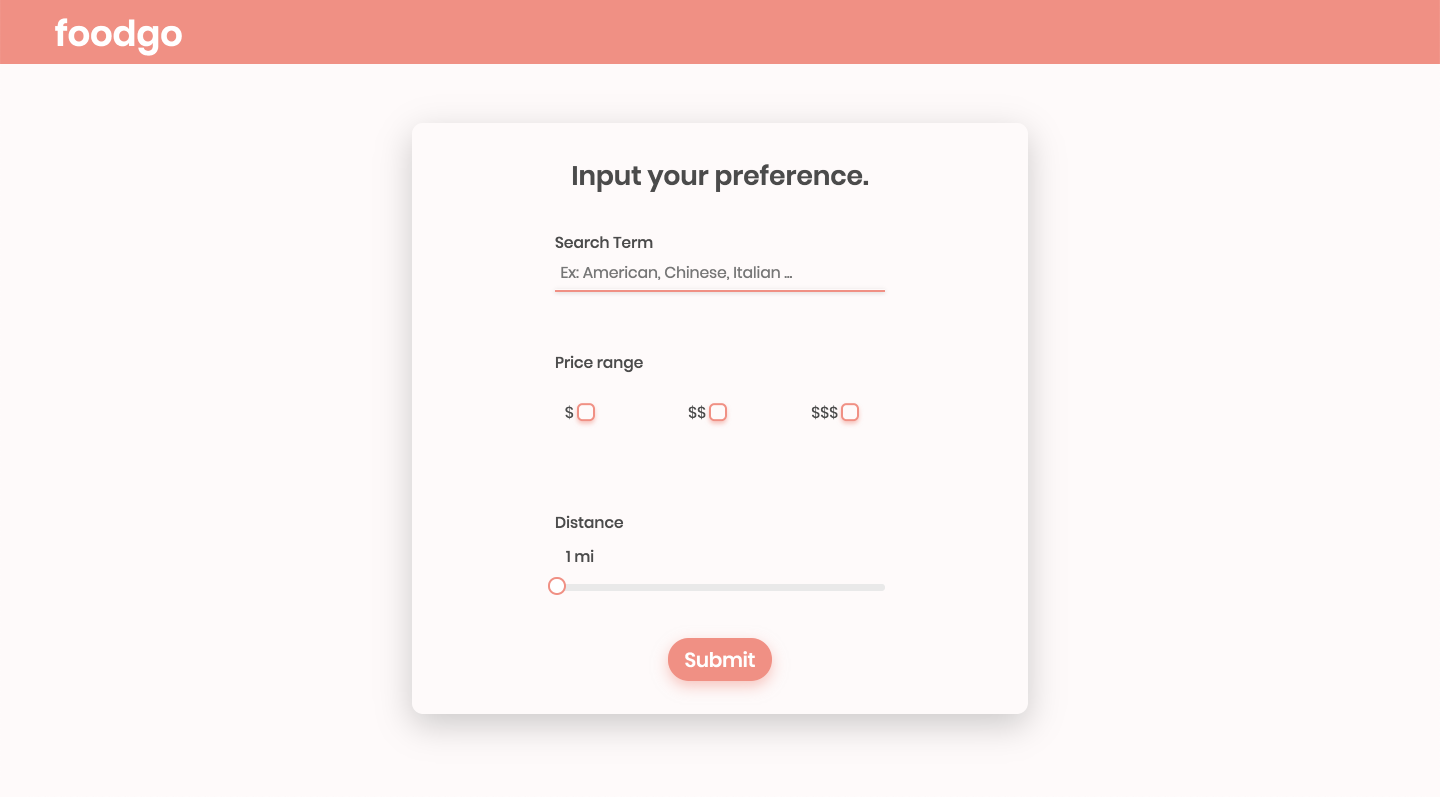 foodgo
Input your preference.
Search Term
Ex: American, Chinese, Italian ...
Price range
$ $$ $$$
Distance
1 mi
Submit